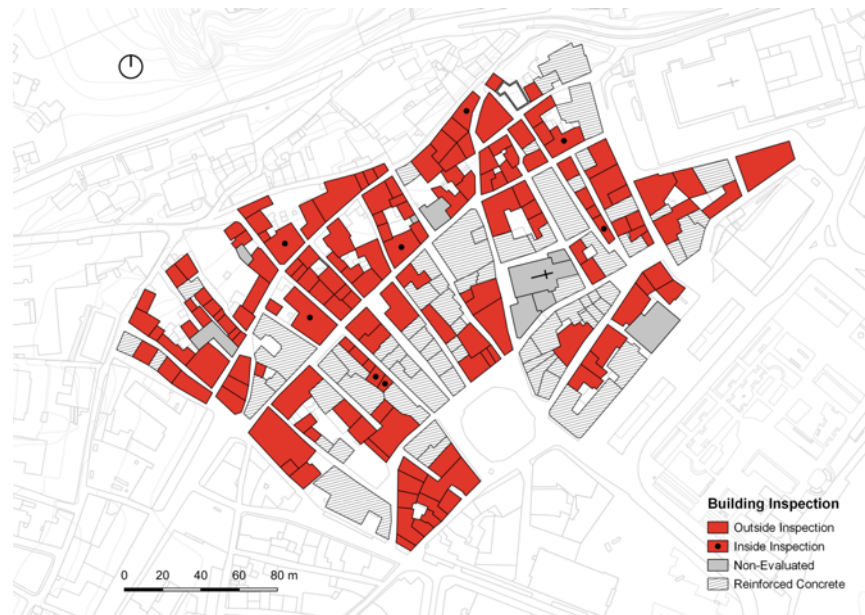 Building Inspection
Outside Inspection
Inside Inspection
Non-Evaluated
Reinforced Concrete
0 20 40 60 80 m